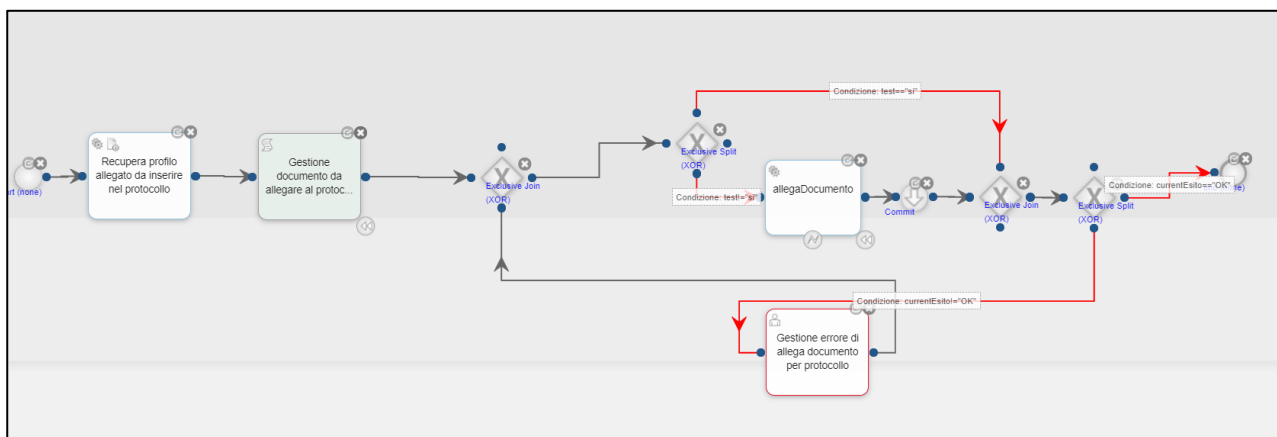 art (none)
Recupera profilo
allegato da inserire
nel protocollo
Gestione
documento da
allegare al protoc...
Exclusive Join
(XOR)
Condizione: test=="si"
Exclusive Split
(XOR)
Condizione: test!="si"
allegaDocumento
Commit
Exclusive Join
(XOR)
Exclusive Split
(XOR)
Condizione: currentEsito=="OK"
ne)
Condizione: currentEsito!="OK"
Gestione errore di
allega documento
per protocollo